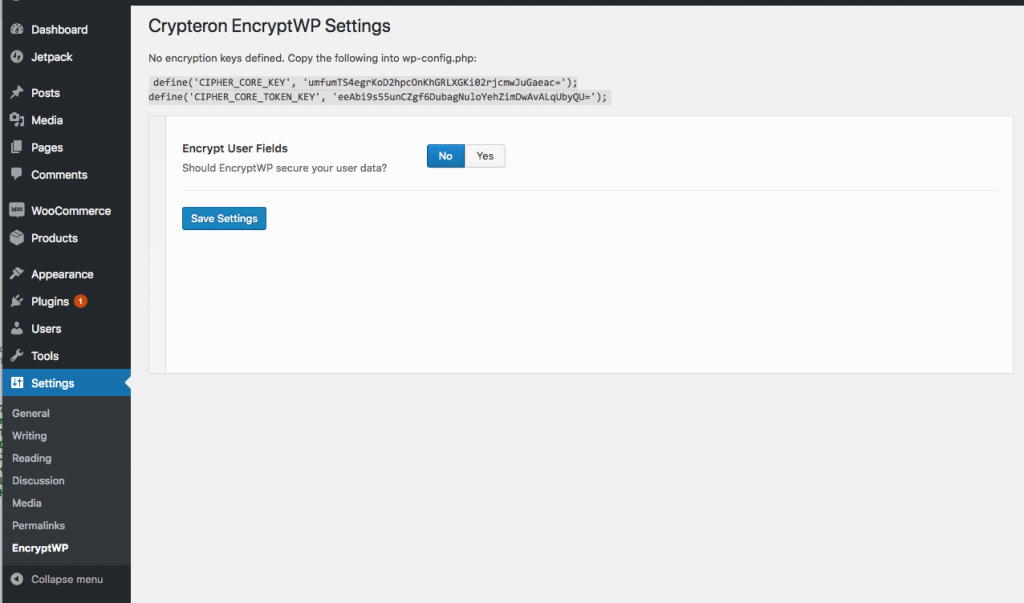 Dashboard
Jetpack
Posts
Media
Pages
Comments
WooCommerce
Products
Appearance
Plugins 1
Users
Tools
Settings
General
Writing
Reading
Discussion
Media
Permalinks
EncryptWP
Collapse menu
Crypteron EncryptWP Settings
No encryption keys defined. Copy the following into wp-config.php:
define('CIPHER_CORE_KEY', 'umfumTS4egrKoD2hpcOnKhGRLXGKi02rjcmwJuGaeac=');
define('CIPHER_CORE_TOKEN_KEY', 'eeAbi9s55unCZgf6DubagNuloYehZimDwAvALqUbyQU=');
Encrypt User Fields
Should EncryptWP secure your user data?
No Yes
Save Settings